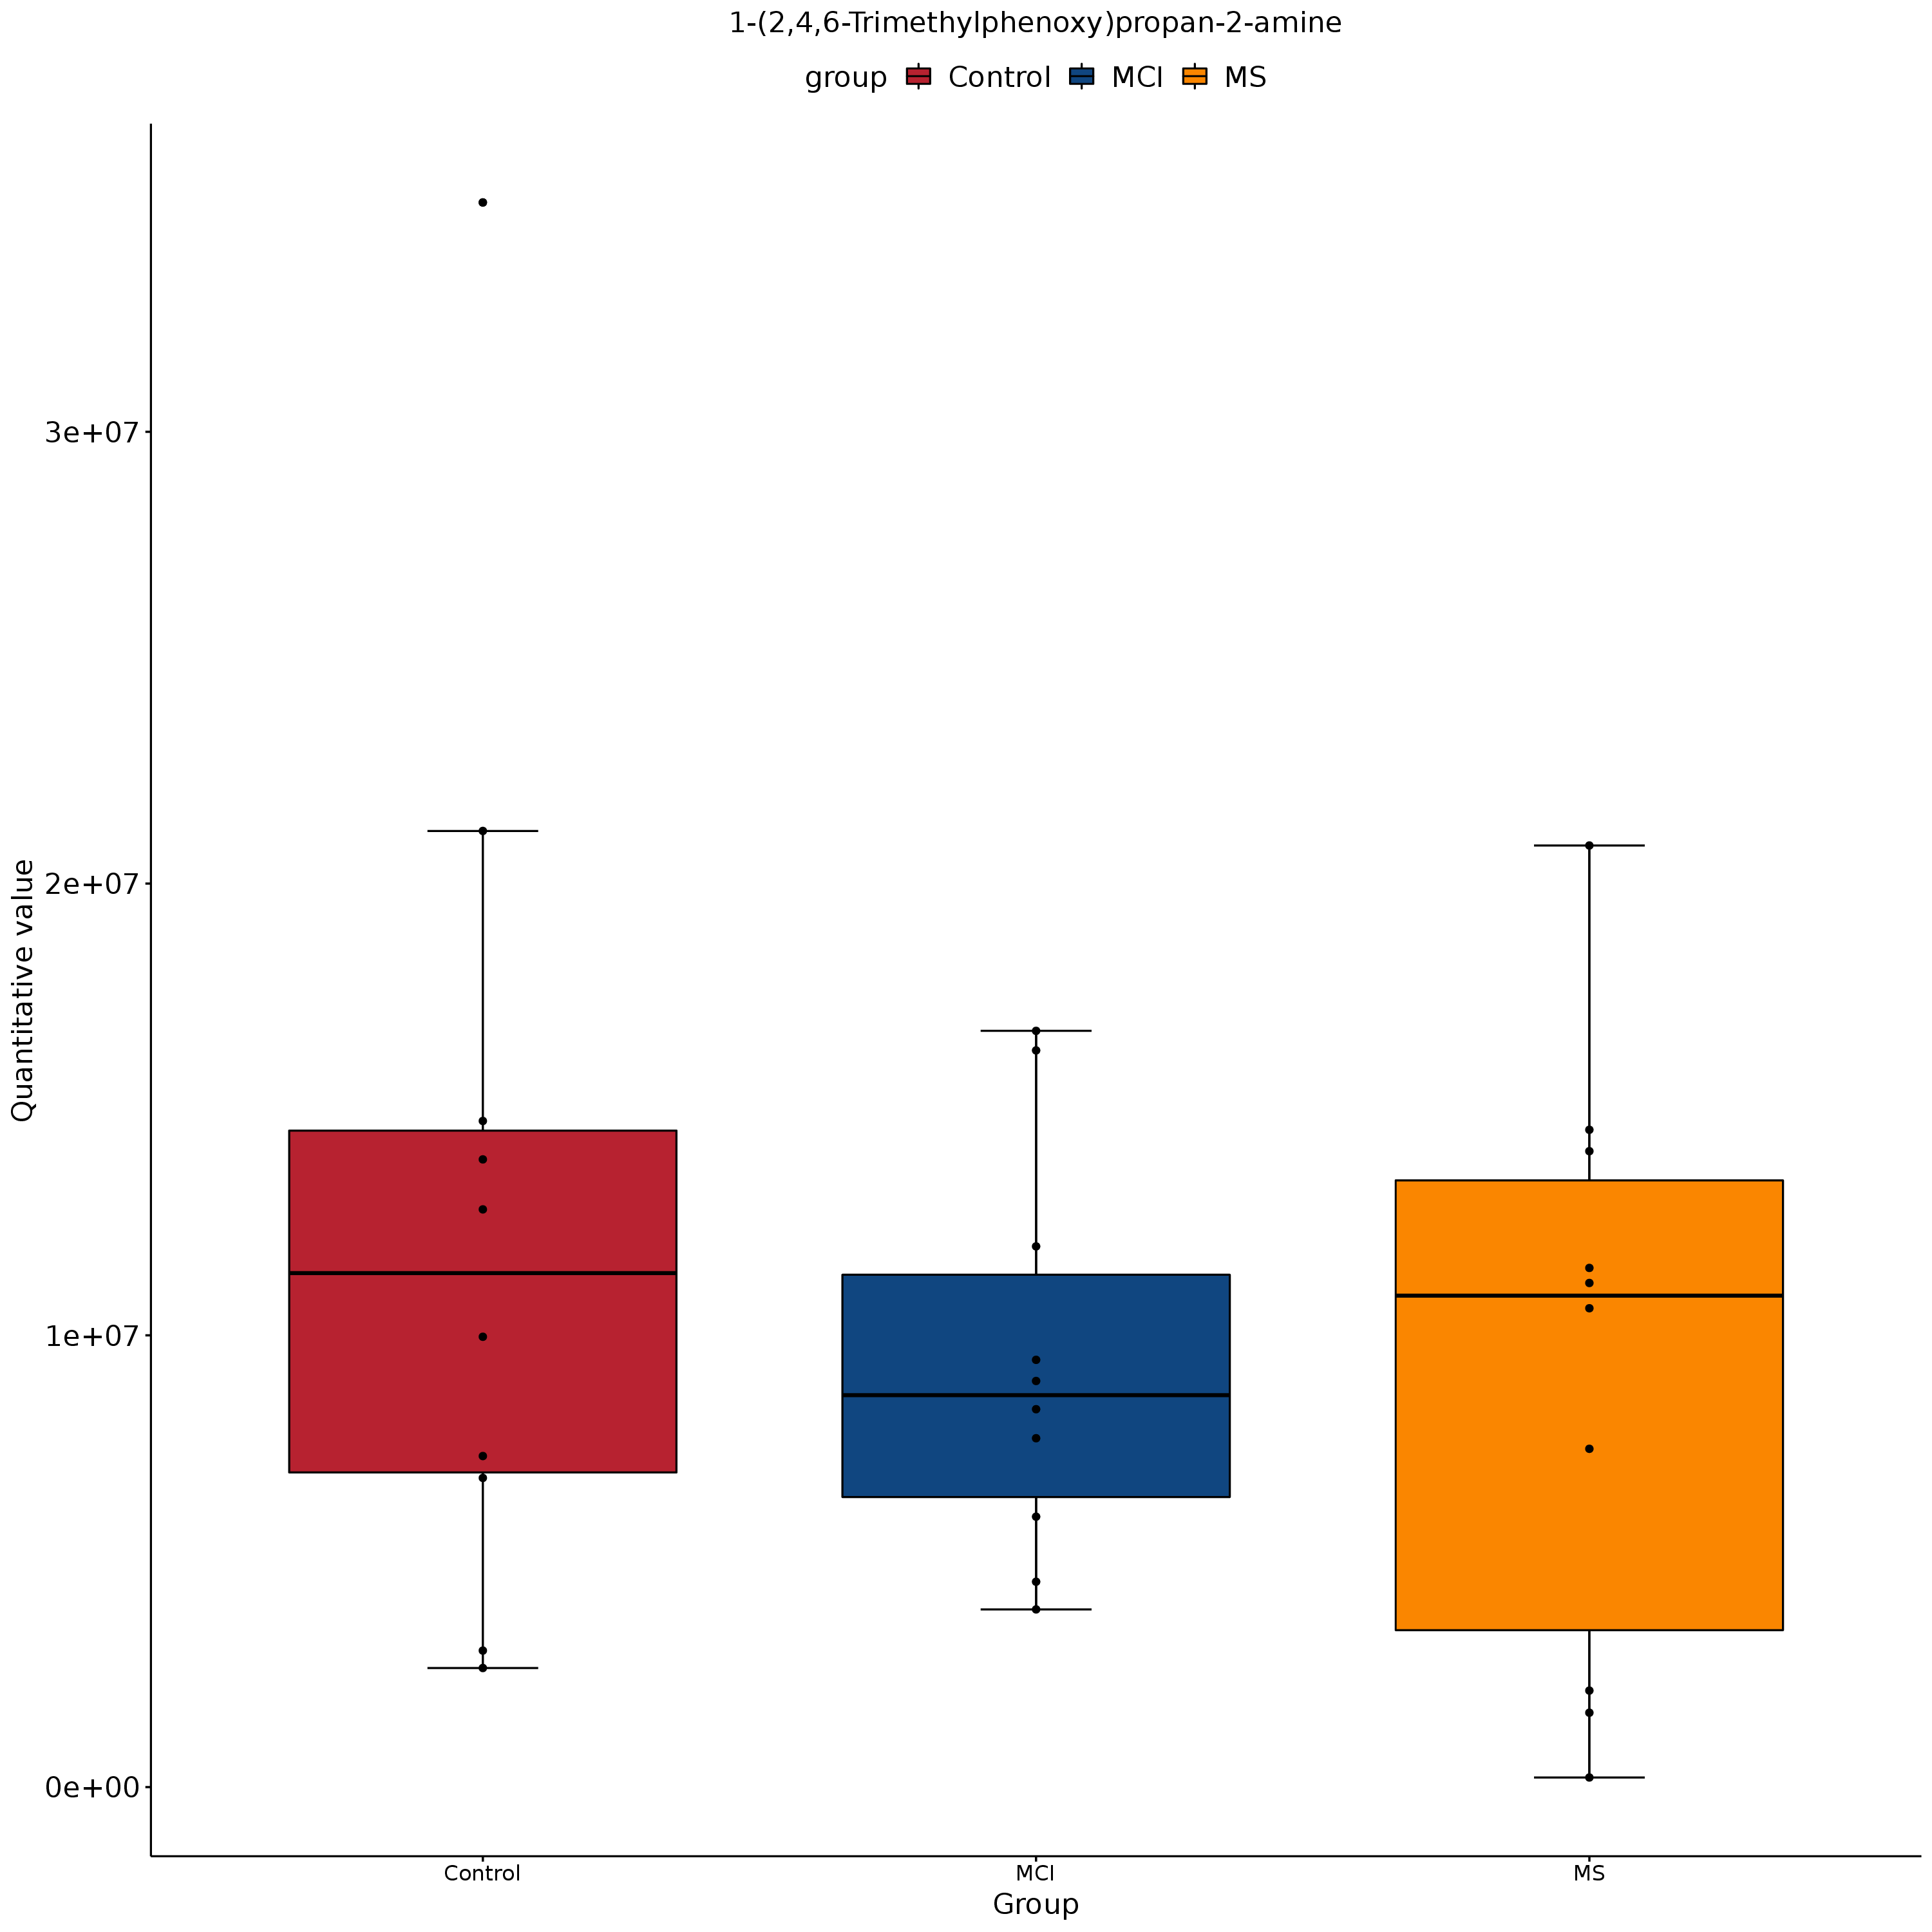 1-(2,4,6-Trimethylphenoxy)propan-2-amine
group Control MCI MS
Quantitative value
3e+07
2e+07
1e+07
0e+00
Control MCI MS
Group